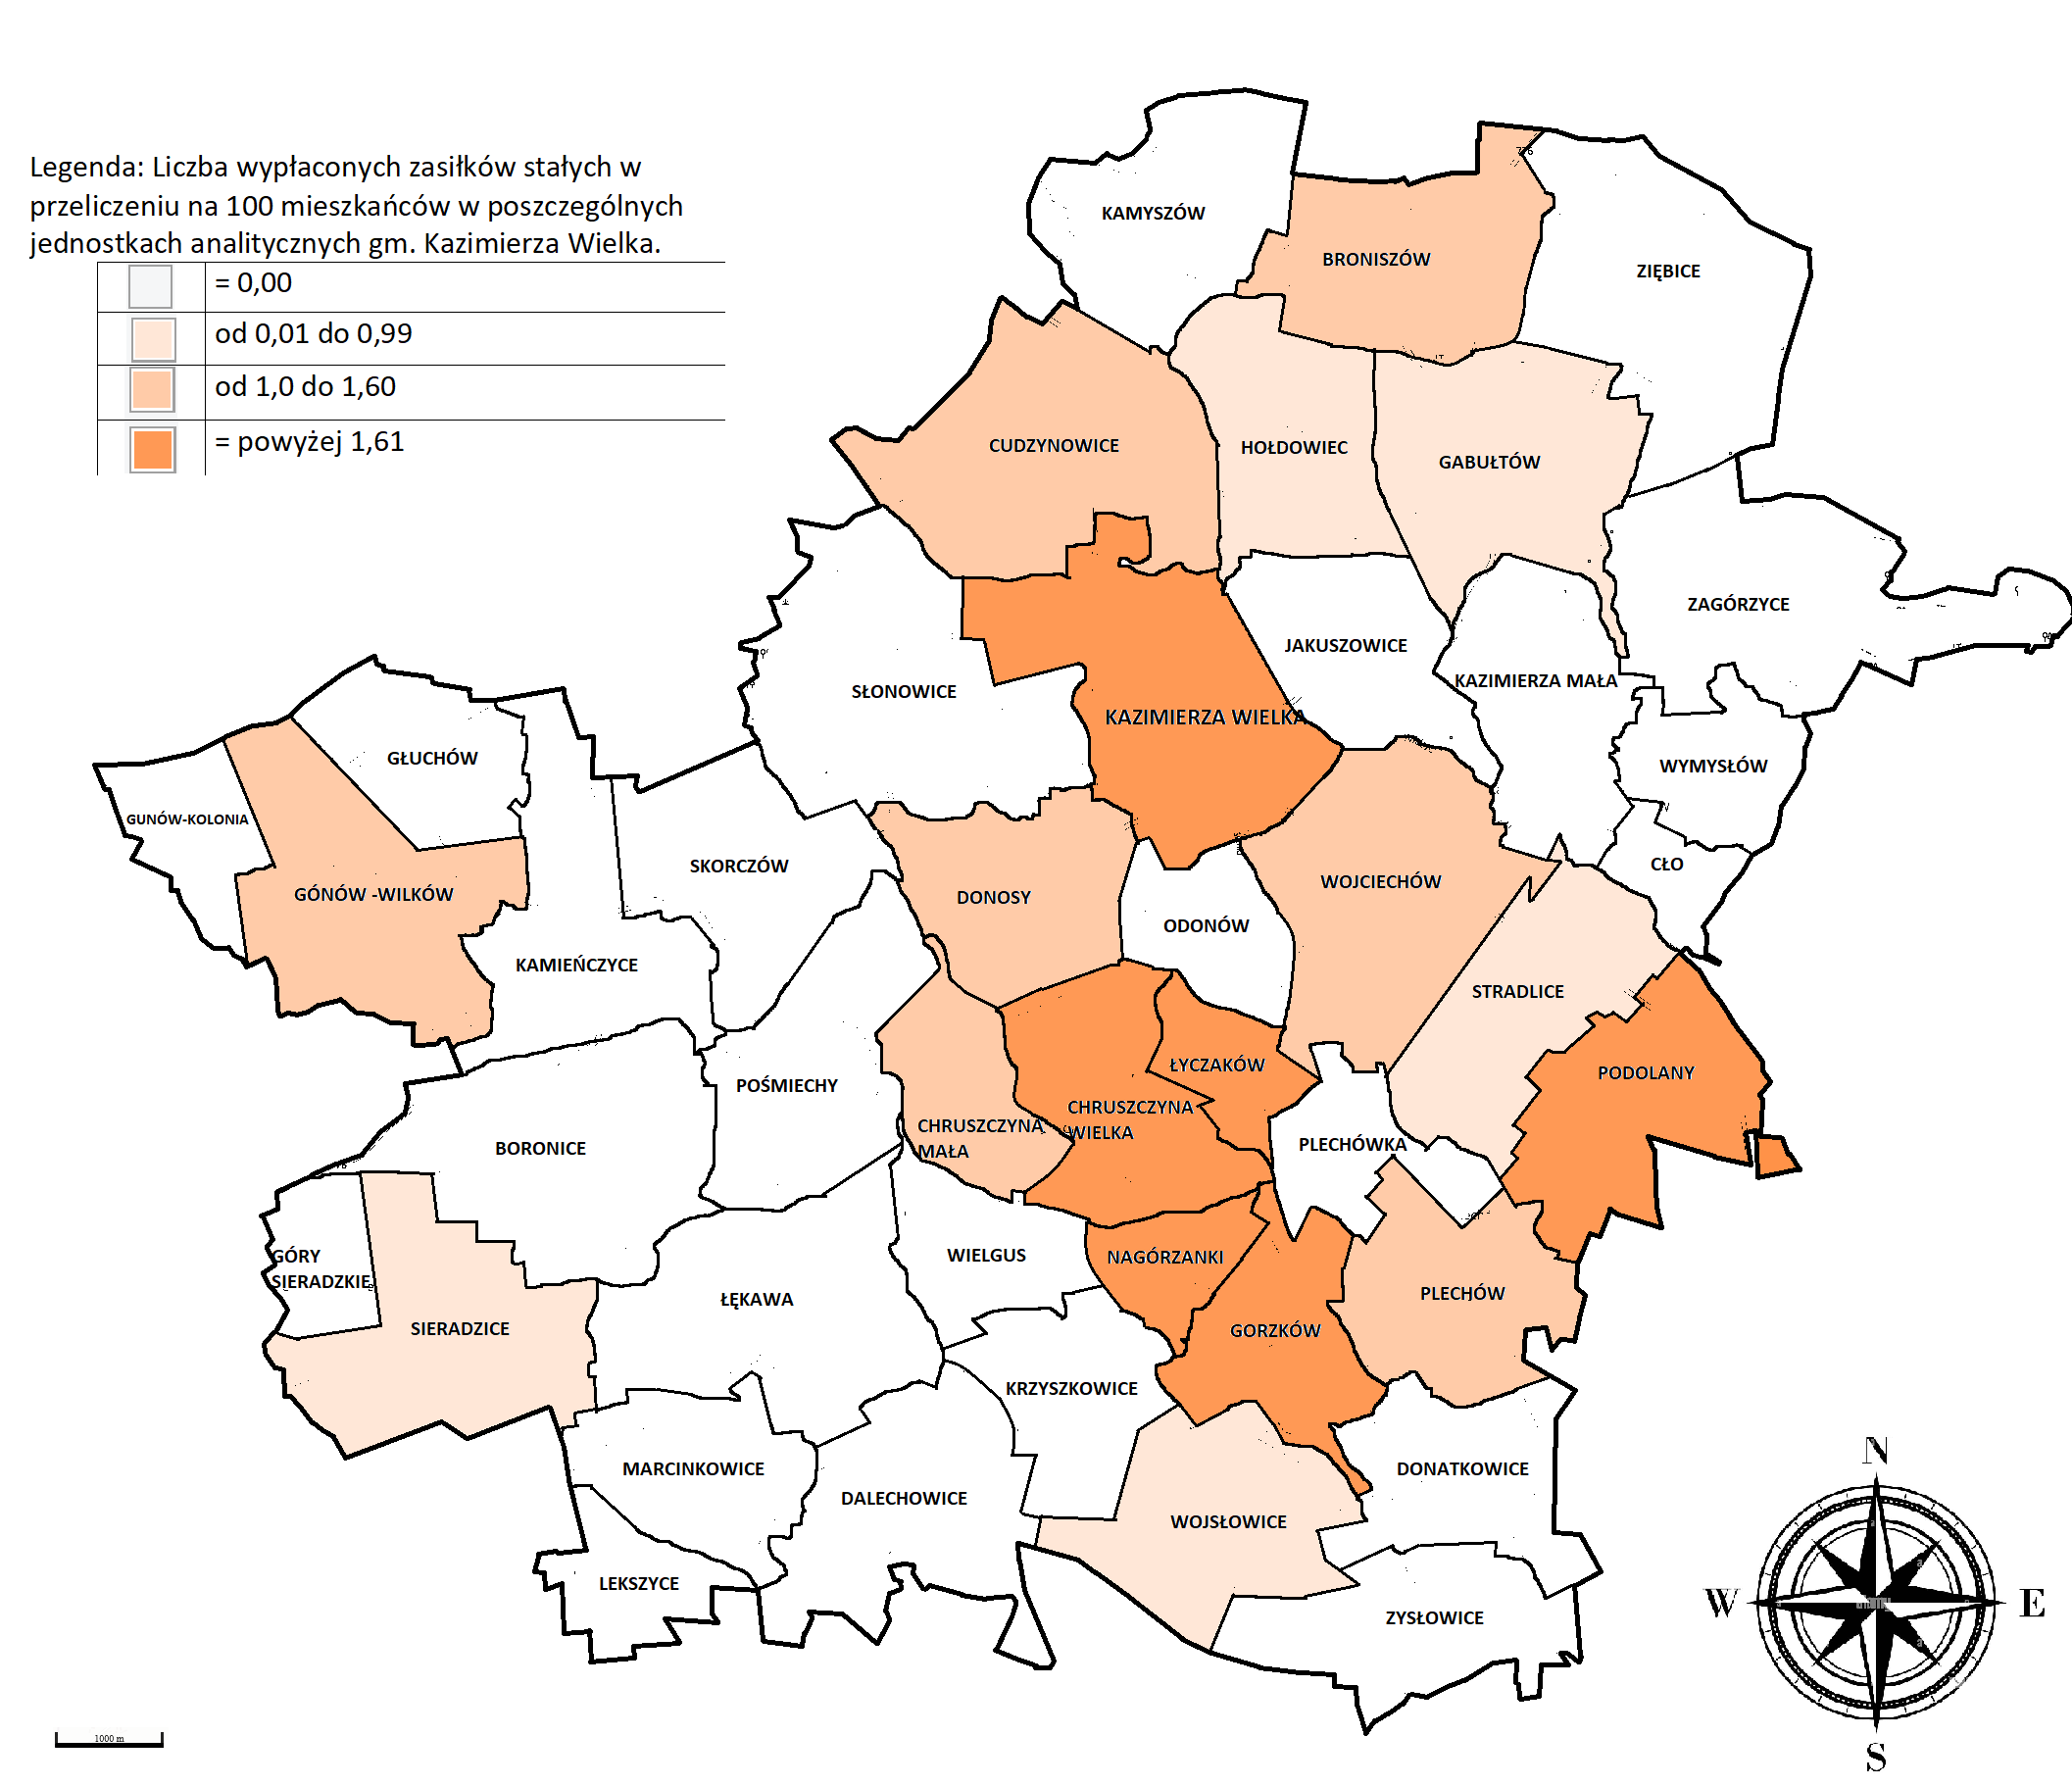 Legenda: Liczba wypłaconych zasiłków stałych w
przeliczeniu na 100 mieszkańców w poszczególnych
jednostkach analitycznych gm. Kazimierza Wielka.
= 0,00
od 0,01 do 0,99
od 1,0 do 1,60
= powyżej 1,61
776
KAMYSZÓW
BRONISZÓW
ZIĘBICE
CUDZYNOWICE
HOŁDOWIEC
GABUŁTÓW
ZAGÓRZYCE
JAKUSZOWICE
KAZIMIERZA MAŁA
SŁONOWICE
KAZIMIERZA WIELKA
GŁUCHÓW
WYMYSŁÓW
GUNÓW-KOLONIA
SKORCZÓW
CŁO
GÓNÓW -WILKÓW
DONOSY
WOJCIECHÓW
ODONÓW
KAMIEŃCZYCE
STRADLICE
ŁYCZAKÓW
PODOLANY
POŚMIECHY
CHRUSZCZYNA
WIELKA
CHRUSZCZYNA
MAŁA
BORONICE
PLECHÓWKA
GÓRY
SIERADZKIE
WIELGUS
NAGÓRZANKI
ŁĘKAWA
PLECHÓW
SIERADZICE
GORZKÓW
KRZYSZKOWICE
MARCINKOWICE
DONATKOWICE
DALECHOWICE
WOJSŁOWICE
LEKSZYCE
ZYSŁOWICE
N
W
E
S
1000 m